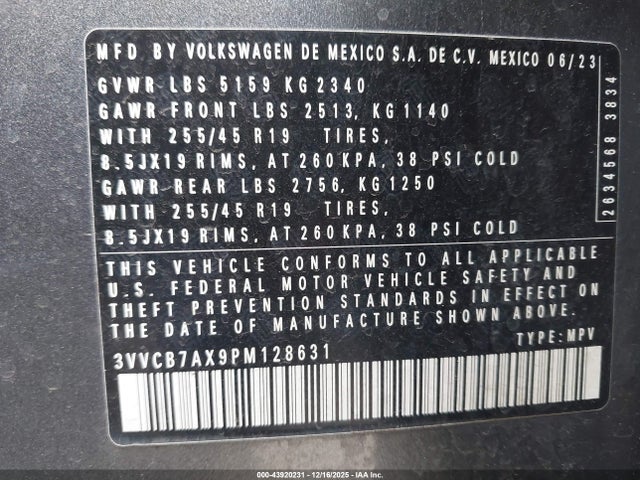 MFD BY VOLKSWAGEN DE MEXICO S.A. DE C.V. MEXICO 06/23
GVWR LBS 5159 KG 2340
GAWR FRONT LBS 2513, KG 1140
WITH 255/45 R19 TIRES,
8.5JX19 RIMS, AT 260 KPA, 38 PSI COLD
GAWR REAR LBS 2756, KG 1250
WITH 255/45 R19 TIRES,
8.5JX19 RIMS, AT 260 KPA, 38 PSI COLD
2634568 3834
THIS VEHICLE CONFORMS TO ALL APPLICABLE
U.S. FEDERAL MOTOR VEHICLE SAFETY AND
THEFT PREVENTION STANDARDS IN EFFECT ON
THE DATE OF MANUFACTURE SHOWN ABOVE.
3VVCB7AX9PM128631 TYPE: MPV
000-43920231 - 12/16/2025 - IAA Inc.